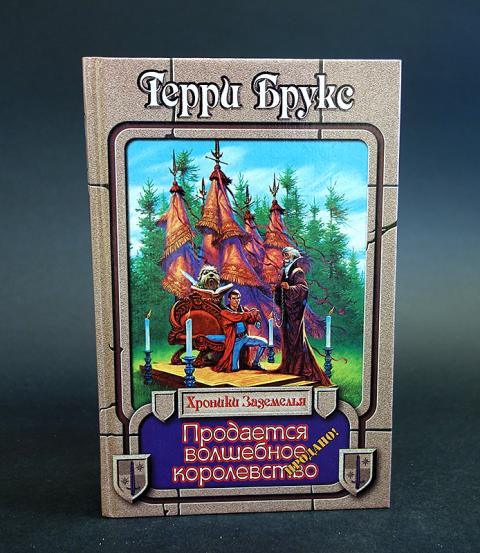 Терри Брукс
Хроники Заземелья
Продается
волшебное
королевство
ПРОДАНО!